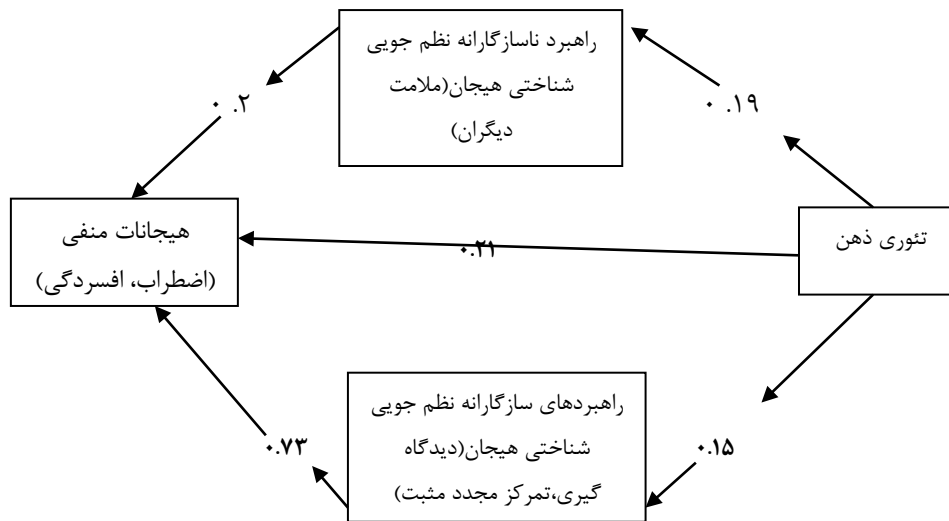 راهبرد ناسازگارانه نظم جویی
شناختی هیجان(ملامت
دیگران)
۰.۲
۰.۱۹
هیجانات منفی
(اضطراب، افسردگی)
۰.۲۱
تئوری ذهن
راهبردهای سازگارانه نظم جویی
شناختی هیجان(دیدگاه
گیری،تمرکز مجدد مثبت)
۰.۷۳
۰.۱۵